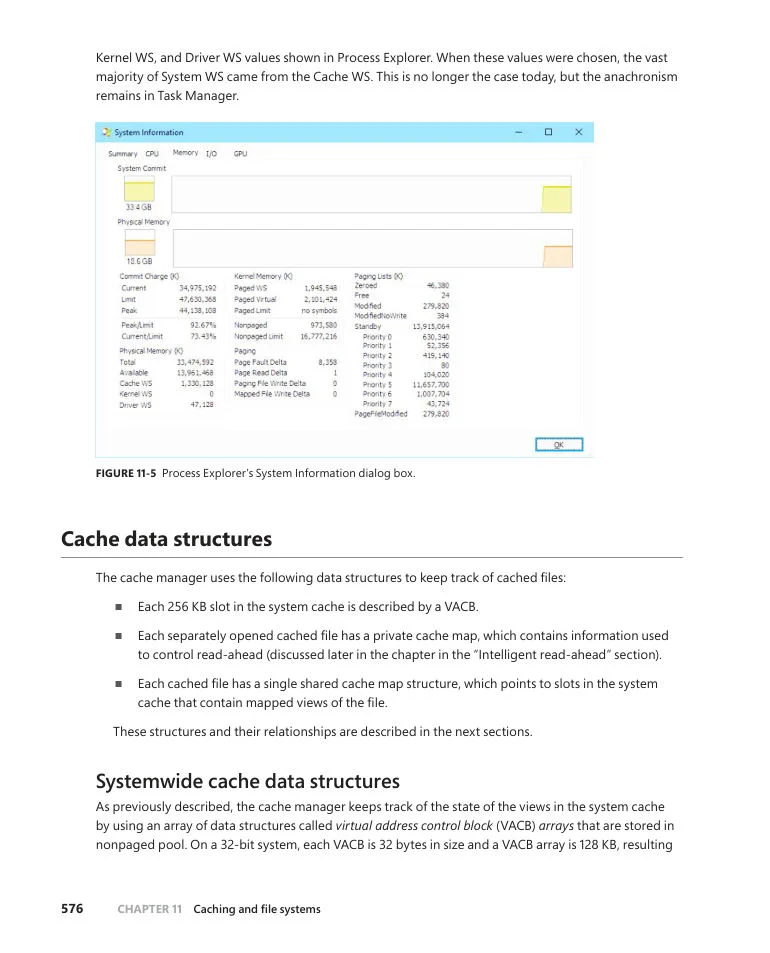 Kernel WS, and Driver WS values shown in Process Explorer. When these values were chosen, the vast
majority of System WS came from the Cache WS. This is no longer the case today, but the anachronism
remains in Task Manager.
System Information
Summary CPU Memory I/O GPU
System Commit
33.4 GB
Physical Memory
18.6 GB
Commit Charge (K)
Current 34,975,192
Limit 47,630,368
Peak 44,138,108
Peak/Limit 92.67%
Current/Limit 73.43%
Physical Memory (K)
Total 33,474,592
Available 13,961,468
Cache WS 1,330,128
Kernel WS 0
Driver WS 47,128
Kernel Memory (K)
Paged WS 1,945,548
Paged Virtual 2,101,424
Paged Limit no symbols
Nonpaged 973,580
Nonpaged Limit 16,777,216
Paging
Page Fault Delta 8,358
Page Read Delta 1
Paging File Write Delta 0
Mapped File Write Delta 0
Paging Lists (K)
Zeroed 46,380
Free 24
Modified 279,820
ModifiedNoWrite 384
Standby 13,915,064
Priority 0 630,340
Priority 1 52,356
Priority 2 419,140
Priority 3 80
Priority 4 104,020
Priority 5 11,657,700
Priority 6 1,007,704
Priority 7 43,724
PageFileModified 279,820
OK
FIGURE 11-5 Process Explorer's System Information dialog box.
Cache data structures
The cache manager uses the following data structures to keep track of cached files:
■ Each 256 KB slot in the system cache is described by a VACB.
■ Each separately opened cached file has a private cache map, which contains information used
to control read-ahead (discussed later in the chapter in the “Intelligent read-ahead” section).
■ Each cached file has a single shared cache map structure, which points to slots in the system
cache that contain mapped views of the file.
These structures and their relationships are described in the next sections.
Systemwide cache data structures
As previously described, the cache manager keeps track of the state of the views in the system cache
by using an array of data structures called virtual address control block (VACB) arrays that are stored in
nonpaged pool. On a 32-bit system, each VACB is 32 bytes in size and a VACB array is 128 KB, resulting
576 CHAPTER 11 Caching and file systems